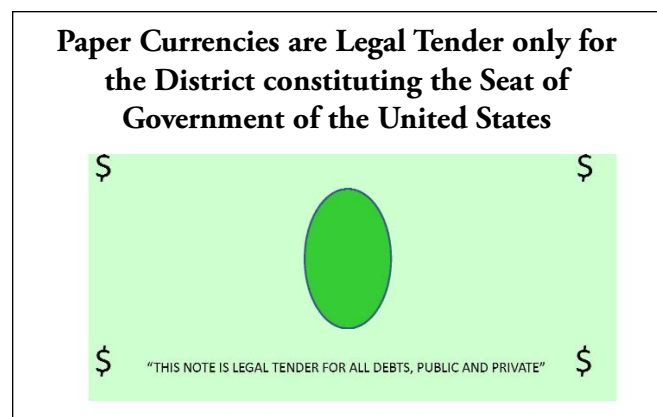 Paper Currencies are Legal Tender only for
the District constituting the Seat of
Government of the United States
$ $
$ “THIS NOTE IS LEGAL TENDER FOR ALL DEBTS, PUBLIC AND PRIVATE” $